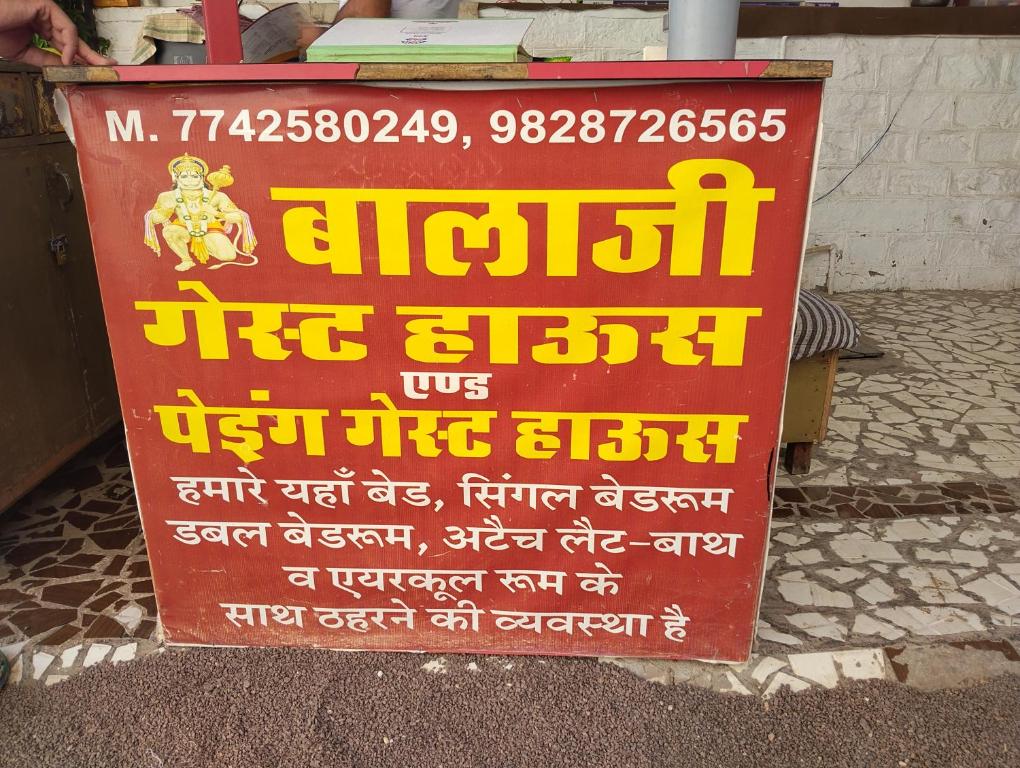 M. 7742580249, 9828726565
बालाजी
गेस्ट हाऊस
एण्ड
पेइंग गेस्ट हाऊस
हमारे यहाँ बेड, सिंगल बेडरूम
डबल बेडरूम, अटैच लैट-बाथ
व एयरकूल रूम के
साथ ठहरने की व्यवस्था है